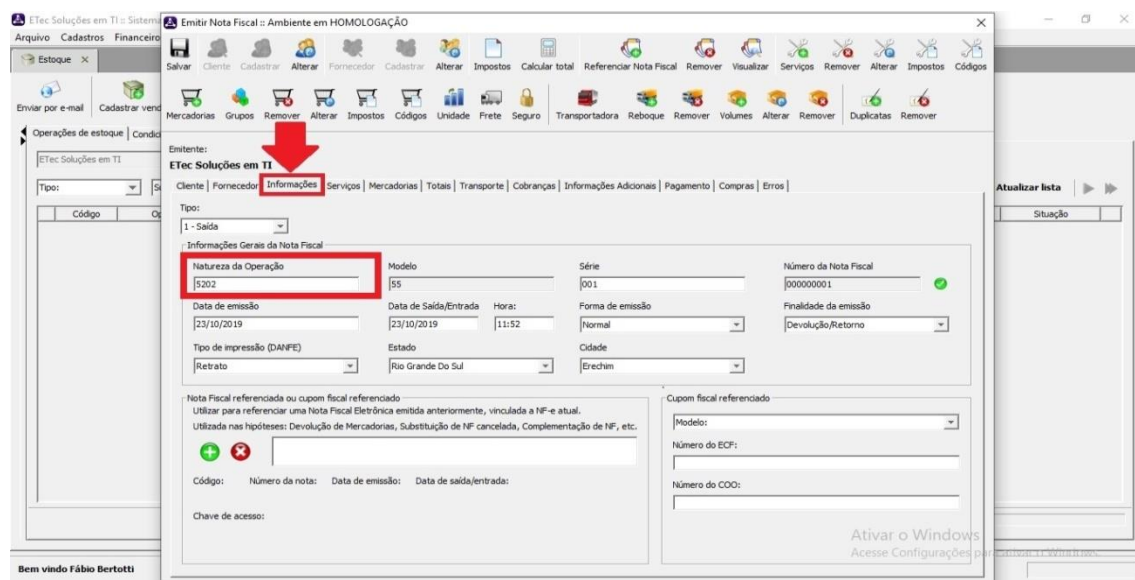 ETec Soluções em TI :: Sistema
Emitir Nota Fiscal :: Ambiente em HOMOLOGAÇÃO
Arquivo Cadastros Financeiro
Estoque
Salvar Cliente Cadastrar Alterar Fornecedor Cadastrar Alterar Impostos Calcular total Referenciar Nota Fiscal Remover Visualizar Serviços Remover Alterar Impostos Códigos
Enviar por e-mail Cadastrar vend
Mercadorias Grupos Remover Alterar Impostos Códigos Unidade Frete Seguro Transportadora Reboque Remover Volumes Alterar Remover Duplicatas Remover
Operações de estoque Condic
Emitente:
ETec Soluções em TI
ETec Soluções em TI
Cliente Fornecedor Informações Serviços Mercadorias Totais Transporte Cobranças Informações Adicionais Pagamento Compras Erros
Tipo:
Atualizar lista
Código Situação
Tipo:
1 - Saída
Informações Gerais da Nota Fiscal
Natureza da Operação Modelo Série Número da Nota Fiscal
5202 55 001 000000001
Data de emissão Data de Saída/Entrada Hora: Forma de emissão Finalidade da emissão
23/10/2019 23/10/2019 11:52 Normal Devolução/Retorno
Tipo de impressão (DANFE) Estado Cidade
Retrato Rio Grande Do Sul Erechim
Nota Fiscal referenciada ou cupom fiscal referenciado
Utilizar para referenciar uma Nota Fiscal Eletrônica emitida anteriormente, vinculada a NF-e atual.
Utilizada nas hipóteses: Devolução de Mercadorias, Substituição de NF cancelada, Complementação de NF, etc.
Código: Número da nota: Data de emissão: Data de saída/entrada:
Chave de acesso:
Cupom fiscal referenciado
Modelo:
Número do ECF:
Número do COO:
Ativar o Windows
Acesse Configurações para ativar o Windows.
Bem vindo Fábio Bertotti